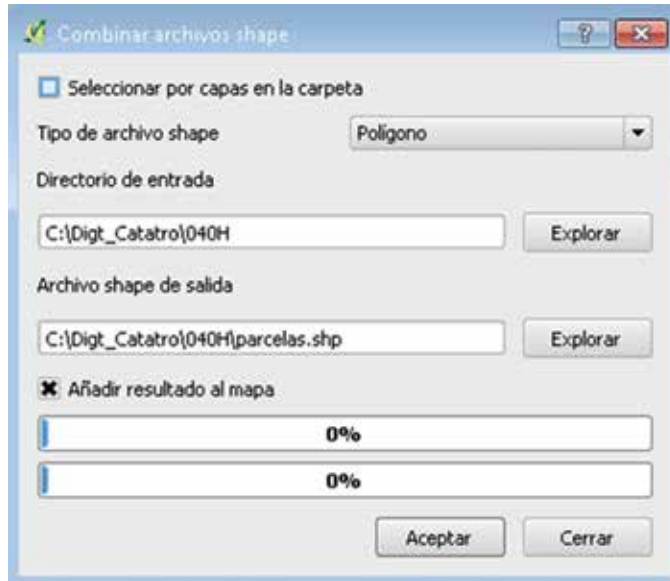 Combinar archivos shape
Seleccionar por capas en la carpeta
Tipo de archivo shape Polígono
Directorio de entrada
C:\Digt_Catatro\040H Explorar
Archivo shape de salida
C:\Digt_Catatro\040H\parcelas.shp Explorar
Añadir resultado al mapa
0%
0%
Aceptar Cerrar